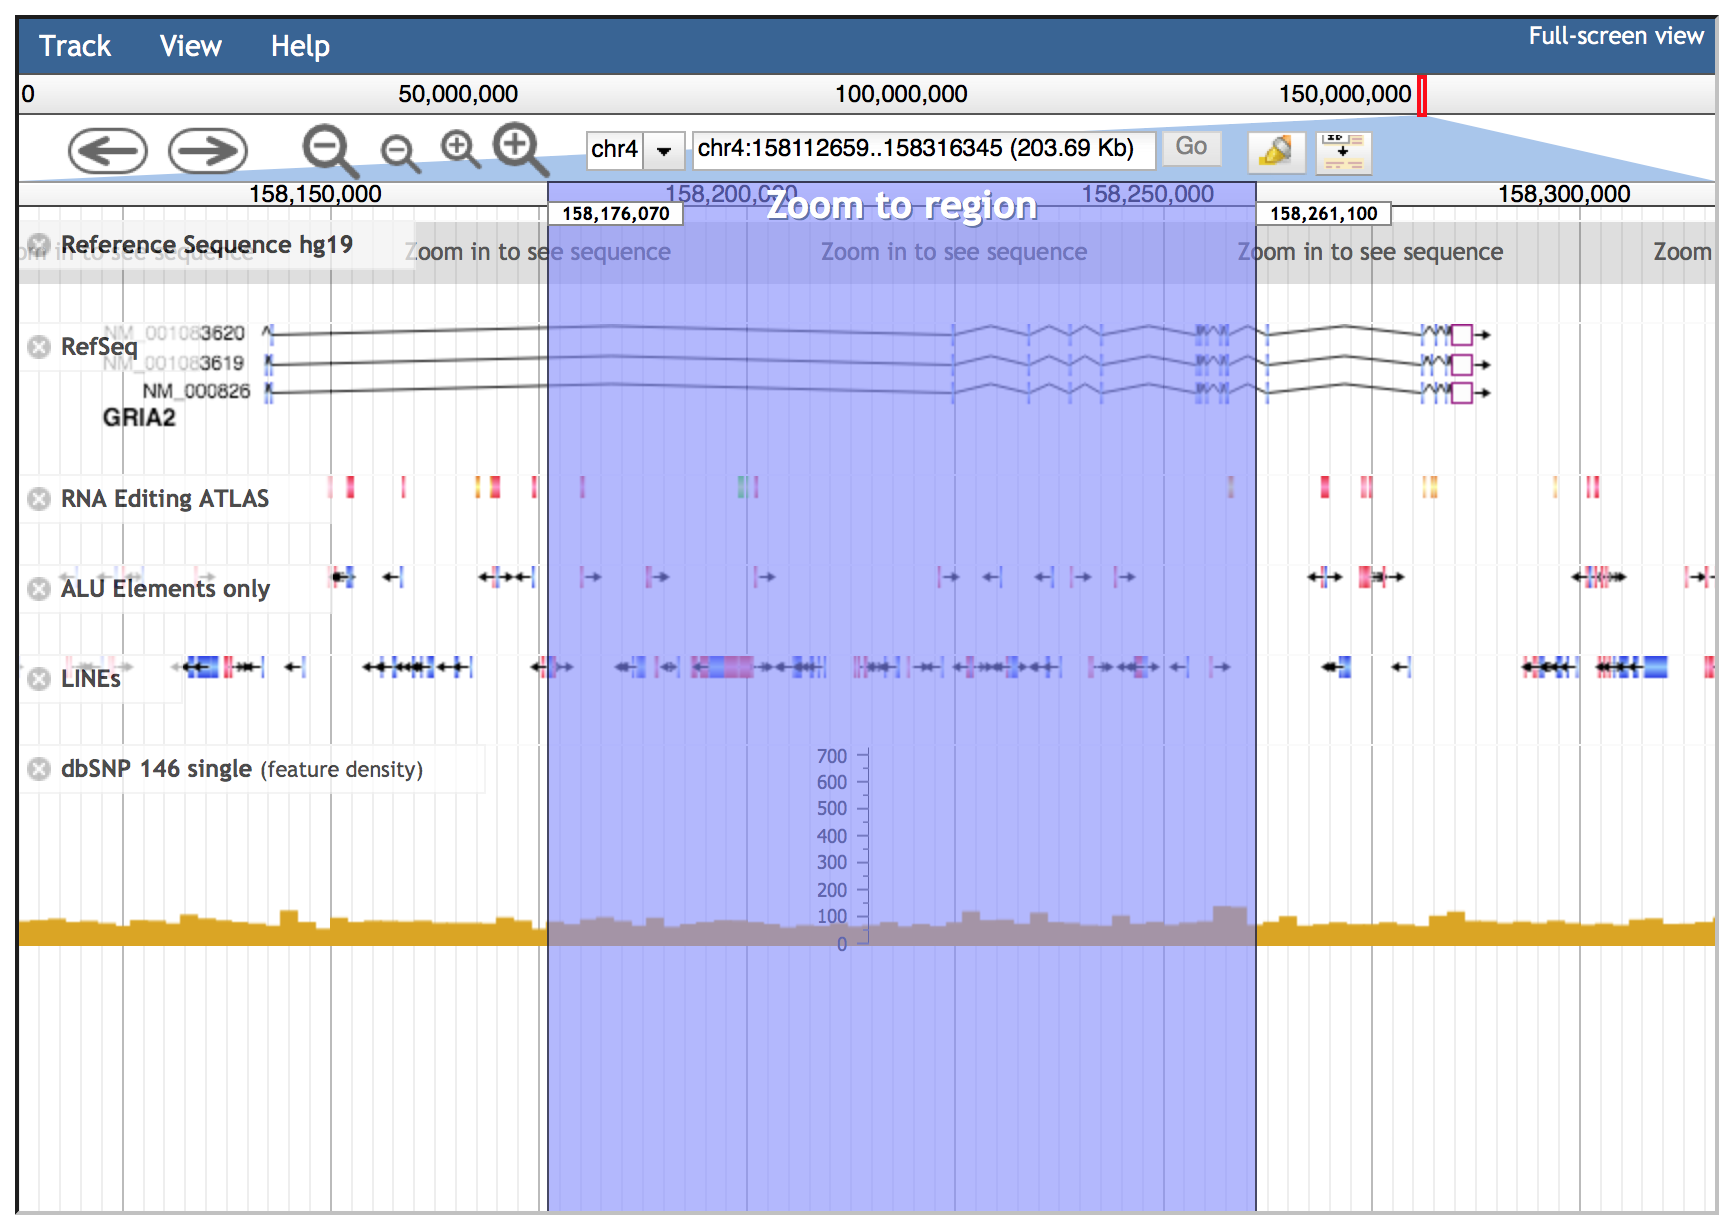 Track View Help Full-screen view
0 50,000,000 100,000,000 150,000,000
chr4 chr4:158112659..158316345 (203.69 Kb) Go
158,150,000 158,200,000 158,250,000 158,300,000
Zoom to region
158,176,070 158,261,100
Reference Sequence hg19
Zoom in to see sequence Zoom in to see sequence Zoom in to see sequence Zoom
NM_001083620
RefSeq
NM_001083619
NM_000826
GRIA2
RNA Editing ATLAS
ALU Elements only
LINEs
dbSNP 146 single (feature density)
700
600
500
400
300
200
100
0